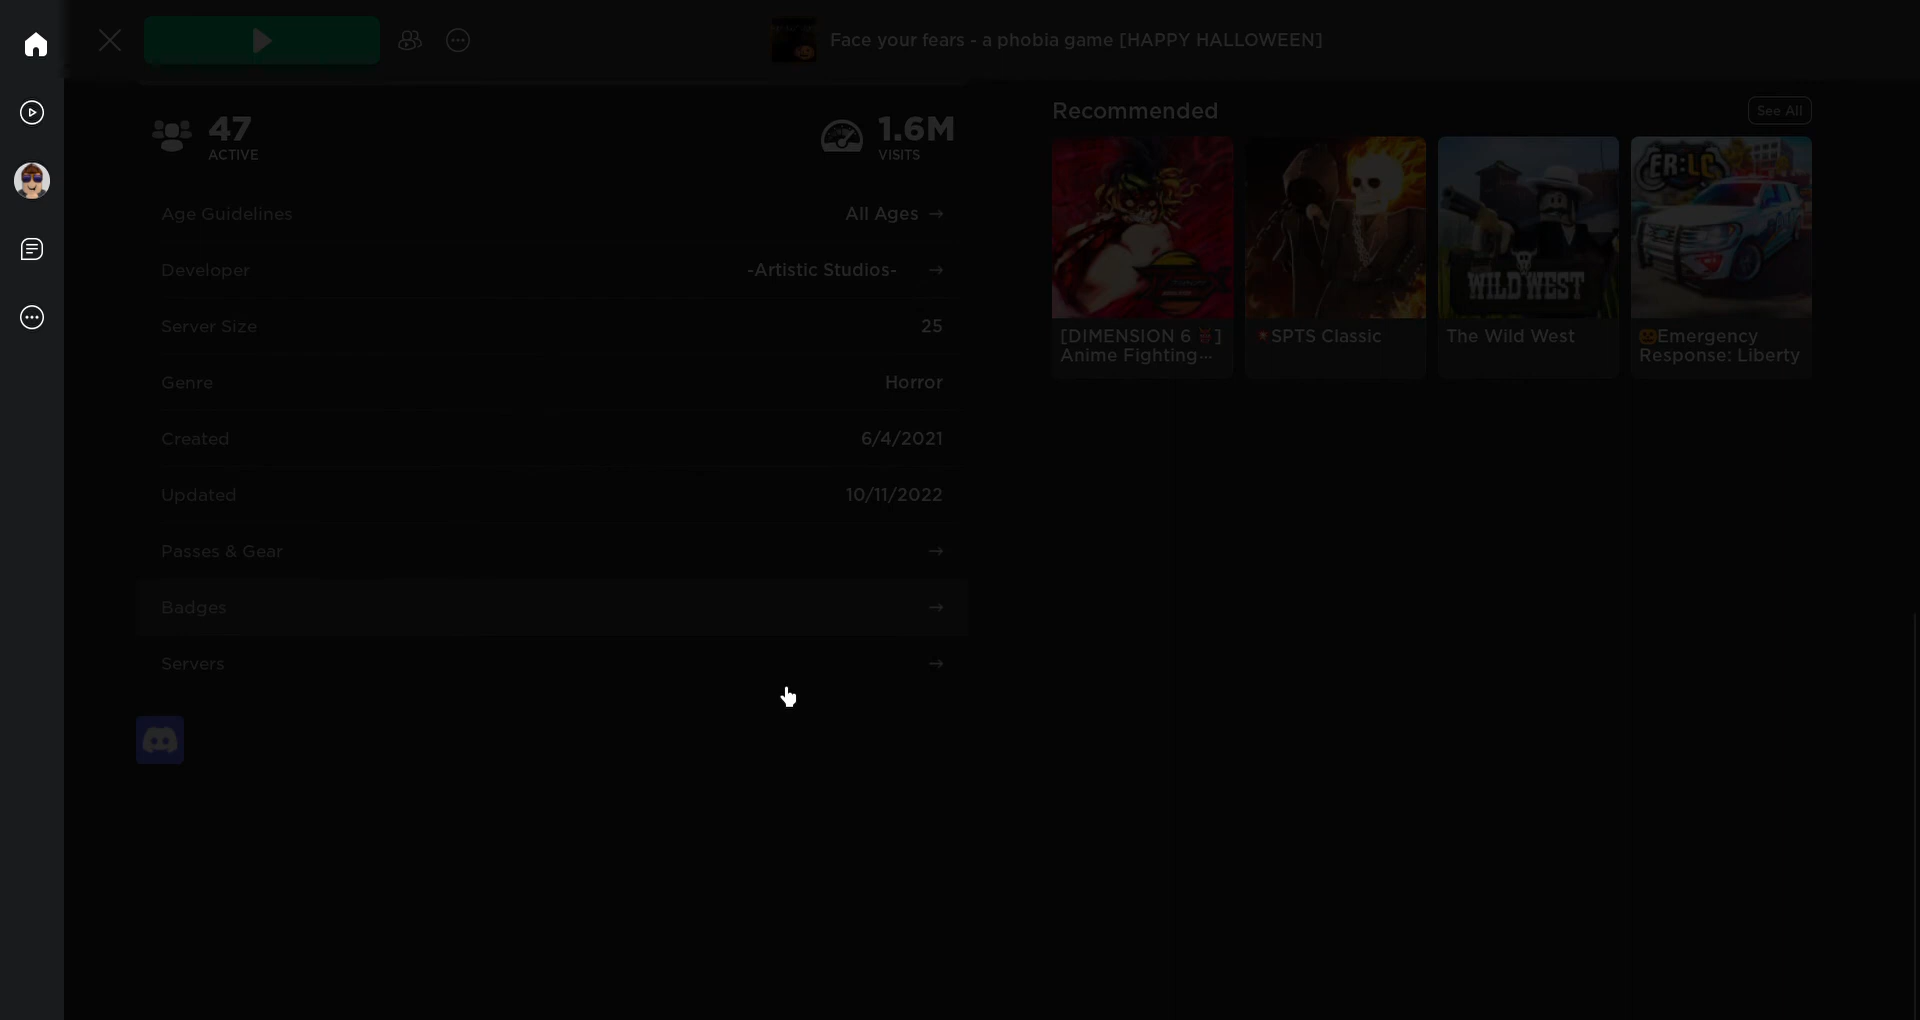 Face your fears - a phobia game [HAPPY HALLOWEEN]
47
ACTIVE
1.6M
VISITS
Age Guidelines
All Ages
Developer
-Artistic Studios-
Server Size
25
Genre
Horror
Created
6/4/2021
Updated
10/11/2022
Passes & Gear
Badges
Servers
Recommended
See All
WILD WEST
ER:LC
[DIMENSION 6 👹]
Anime Fighting...
SPTS Classic
The Wild West
🎃Emergency
Response: Liberty